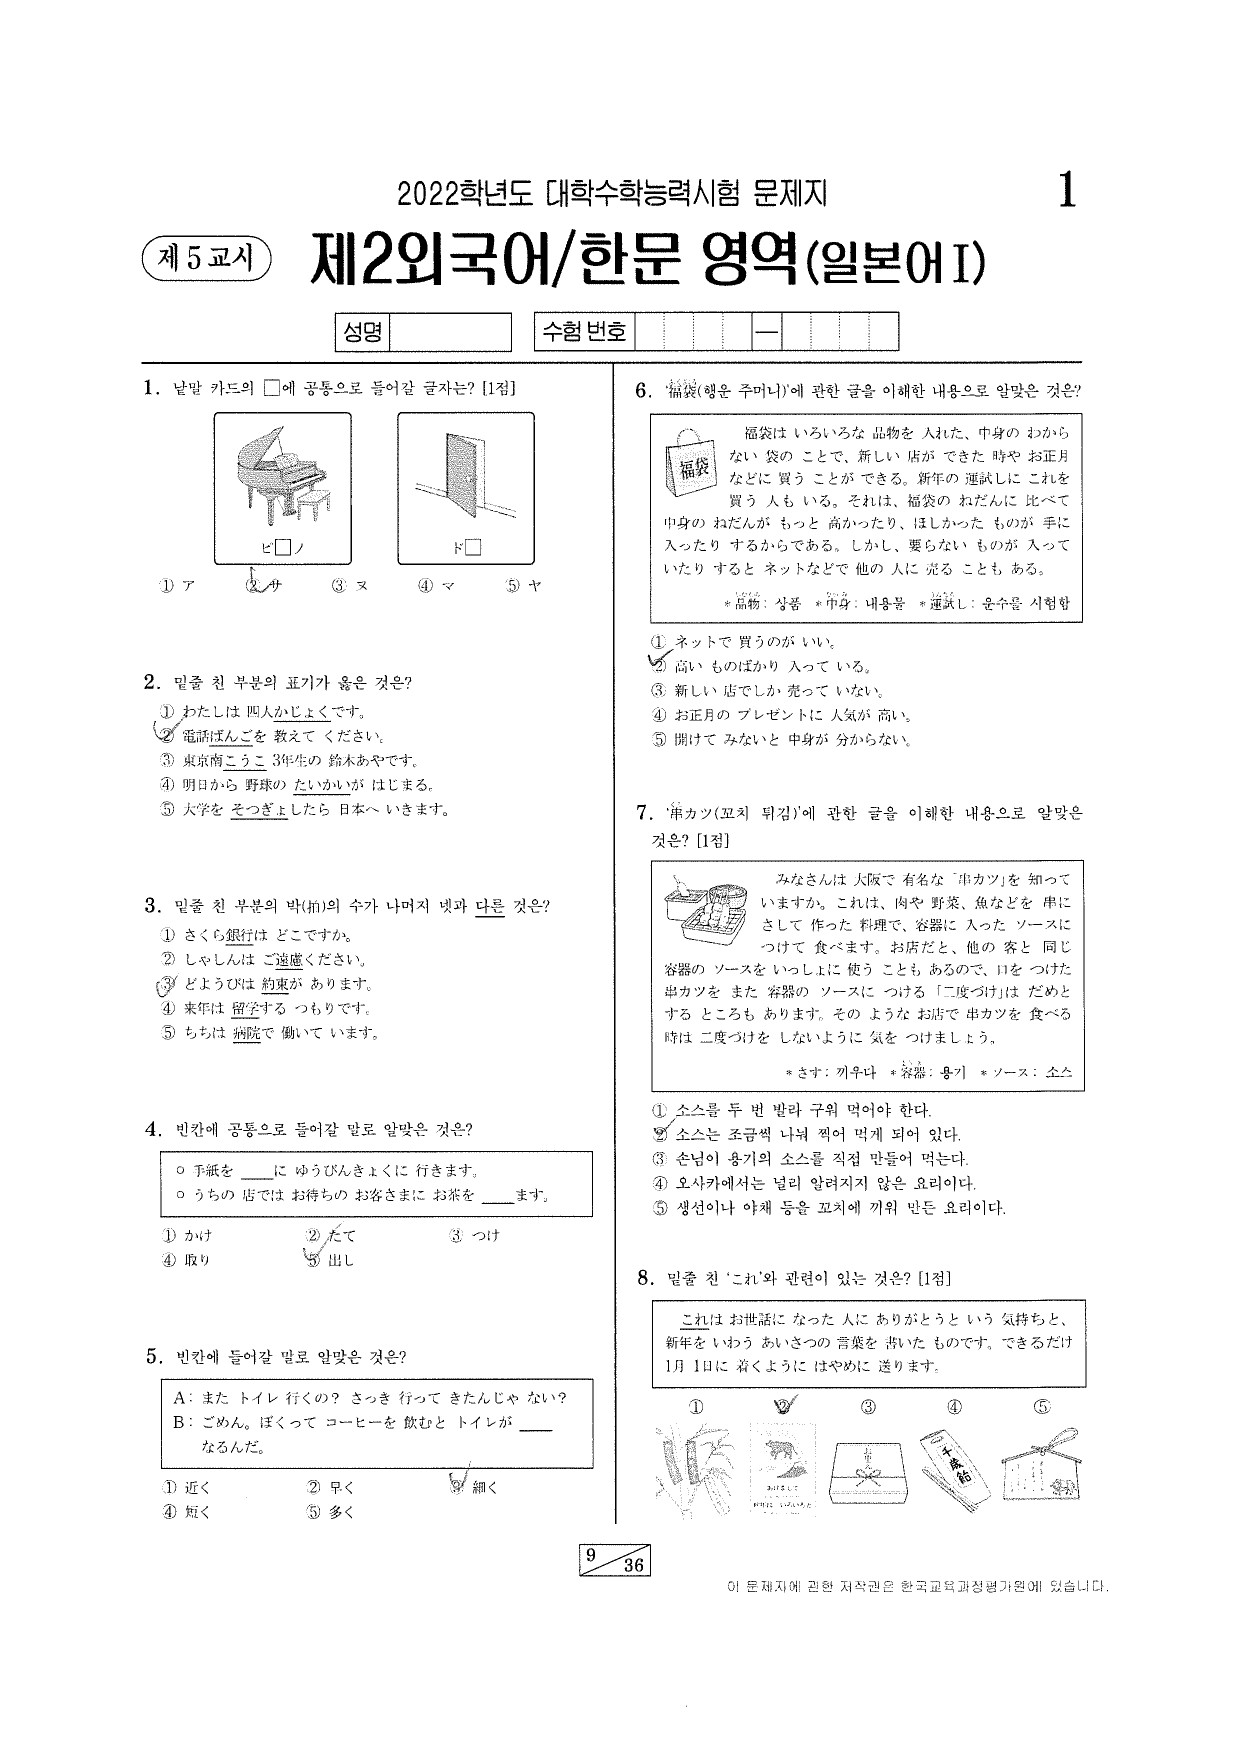 2022학년도 대학수학능력시험 문제지
1
제 5 교시
제2외국어/한문 영역(일본어 I)
성명
수험 번호
—
1. 낱말 카드의 □에 공통으로 들어갈 글자는? [1점]
ピ□ノ
ド□
① ア ② サ ③ ヌ ④ マ ⑤ ヤ
2. 밑줄 친 부분의 표기가 옳은 것은?
① わたしは 四人かじょくです。
② 電話ばんごを 教えて ください。
③ 東京南こうこ 3年生の 鈴木あやです。
④ 明日から 野球の たいかいが はじまる。
⑤ 大学を そつぎょしたら 日本へ いきます。
3. 밑줄 친 부분의 박(拍)의 수가 나머지 넷과 다른 것은?
① さくら銀行は どこですか。
② しゃしんは ご遠慮ください。
③ どようびは 約束が あります。
④ 来年は 留学する つもりです。
⑤ ちちは 病院で 働いて います。
4. 빈칸에 공통으로 들어갈 말로 알맞은 것은?
○ 手紙を ____に ゆうびんきょくに 行きます。
○ うちの 店では お待ちの お客さまに お茶を ____ます。
① かけ ② たて ③ つけ
④ 取り ⑤ 出し
5. 빈칸에 들어갈 말로 알맞은 것은?
A: また トイレ 行くの? さっき 行って きたんじゃ ない?
B: ごめん。ぼくって コーヒーを 飲むと トイレが ____
なるんだ。
① 近く ② 早く ③ 細く
④ 短く ⑤ 多く
6. '福袋(행운 주머니)'에 관한 글을 이해한 내용으로 알맞은 것은?
福袋
福袋は いろいろな 品物を 入れた、中身の わから
ない 袋の ことで、新しい 店が できた 時や お正月
などに 買う ことが できる。新年の 運試しに これを
買う 人も いる。それは、福袋の ねだんに 比べて
中身の ねだんが もっと 高かったり、ほしかった ものが 手に
入ったり するからである。しかし、要らない ものが 入って
いたり すると ネットなどで 他の 人に 売る ことも ある。
*品物: 상품 *中身: 내용물 *運試し: 운수를 시험함
① ネットで 買うのが いい。
② 高い ものばかり 入って いる。
③ 新しい 店でしか 売って いない。
④ お正月の プレゼントに 人気が 高い。
⑤ 開けて みないと 中身が 分からない。
7. '串カツ(꼬치 튀김)'에 관한 글을 이해한 내용으로 알맞은
것은? [1점]
みなさんは 大阪で 有名な 「串カツ」を 知って
いますか。これは、肉や 野菜、魚などを 串に
さして 作った 料理で、容器に 入った ソースに
つけて 食べます。お店だと、他の 客と 同じ
容器の ソースを いっしょに 使う ことも あるので、口を つけた
串カツを また 容器の ソースに つける 「二度づけ」は だめと
する ところも あります。その ような お店で 串カツを 食べる
時は 二度づけを しないように 気を つけましょう。
*さす: 끼우다 *容器: 용기 *ソース: 소스
① 소스를 두 번 발라 구워 먹어야 한다.
② 소스는 조금씩 나눠 찍어 먹게 되어 있다.
③ 손님이 용기의 소스를 직접 만들어 먹는다.
④ 오사카에서는 널리 알려지지 않은 요리이다.
⑤ 생선이나 야채 등을 꼬치에 끼워 만든 요리이다.
8. 밑줄 친 'これ'와 관련이 있는 것은? [1점]
これは お世話に なった 人に ありがとうと いう 気持ちと、
新年を いわう あいさつの 言葉を 書いた ものです。できるだけ
1月 1日に 着くように はやめに 送ります。
① ② ③ ④ ⑤
千歳飴
9
36
이 문제지에 관한 저작권은 한국교육과정평가원에 있습니다.